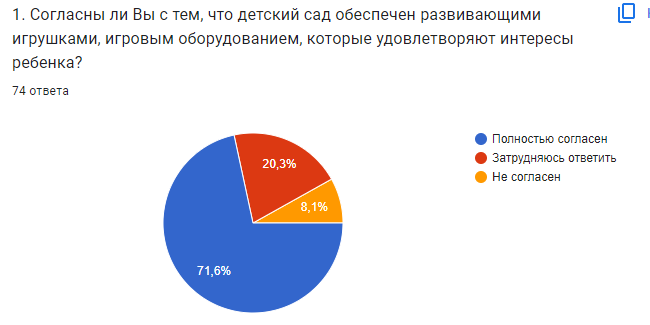 1. Согласны ли Вы с тем, что детский сад обеспечен развивающими
игрушками, игровым оборудованием, которые удовлетворяют интересы
ребенка?
74 ответа
Полностью согласен
Затрудняюсь ответить
Не согласен
20,3%
8,1%
71,6%